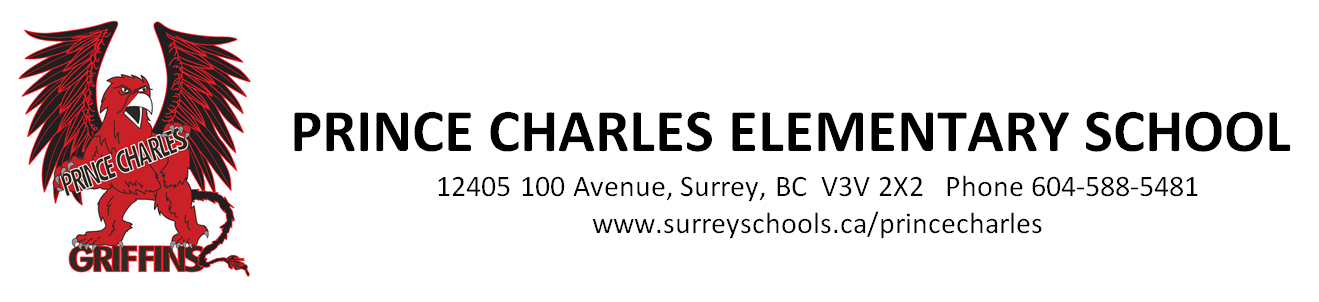 PRINCE CHARLES
GRIFFINS
PRINCE CHARLES ELEMENTARY SCHOOL
12405 100 Avenue, Surrey, BC  V3V 2X2   Phone 604-588-5481
www.surreyschools.ca/princecharles